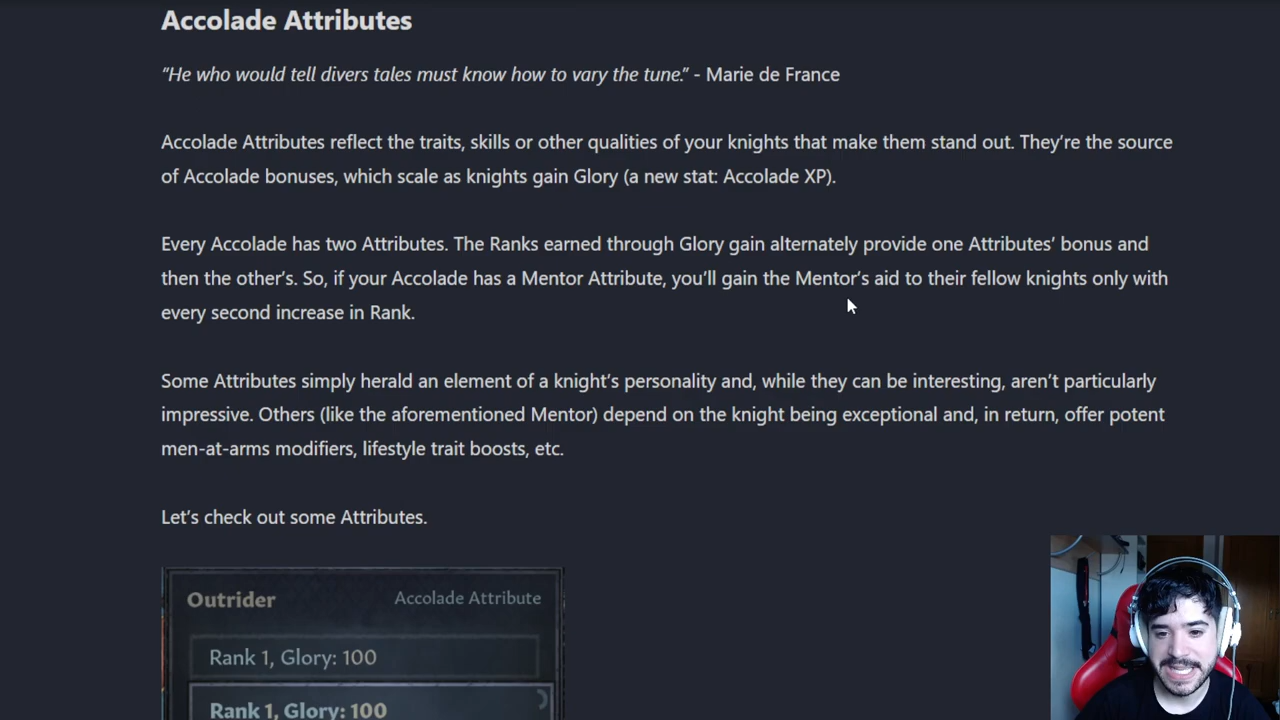 Accolade Attributes
“He who would tell divers tales must know how to vary the tune.” - Marie de France
Accolade Attributes reflect the traits, skills or other qualities of your knights that make them stand out. They’re the source
of Accolade bonuses, which scale as knights gain Glory (a new stat: Accolade XP).
Every Accolade has two Attributes. The Ranks earned through Glory gain alternately provide one Attributes’ bonus and
then the other’s. So, if your Accolade has a Mentor Attribute, you’ll gain the Mentor’s aid to their fellow knights only with
every second increase in Rank.
Some Attributes simply herald an element of a knight’s personality and, while they can be interesting, aren’t particularly
impressive. Others (like the aforementioned Mentor) depend on the knight being exceptional and, in return, offer potent
men-at-arms modifiers, lifestyle trait boosts, etc.
Let’s check out some Attributes.
Outrider Accolade Attribute
Rank 1, Glory: 100
Rank 1, Glory: 100